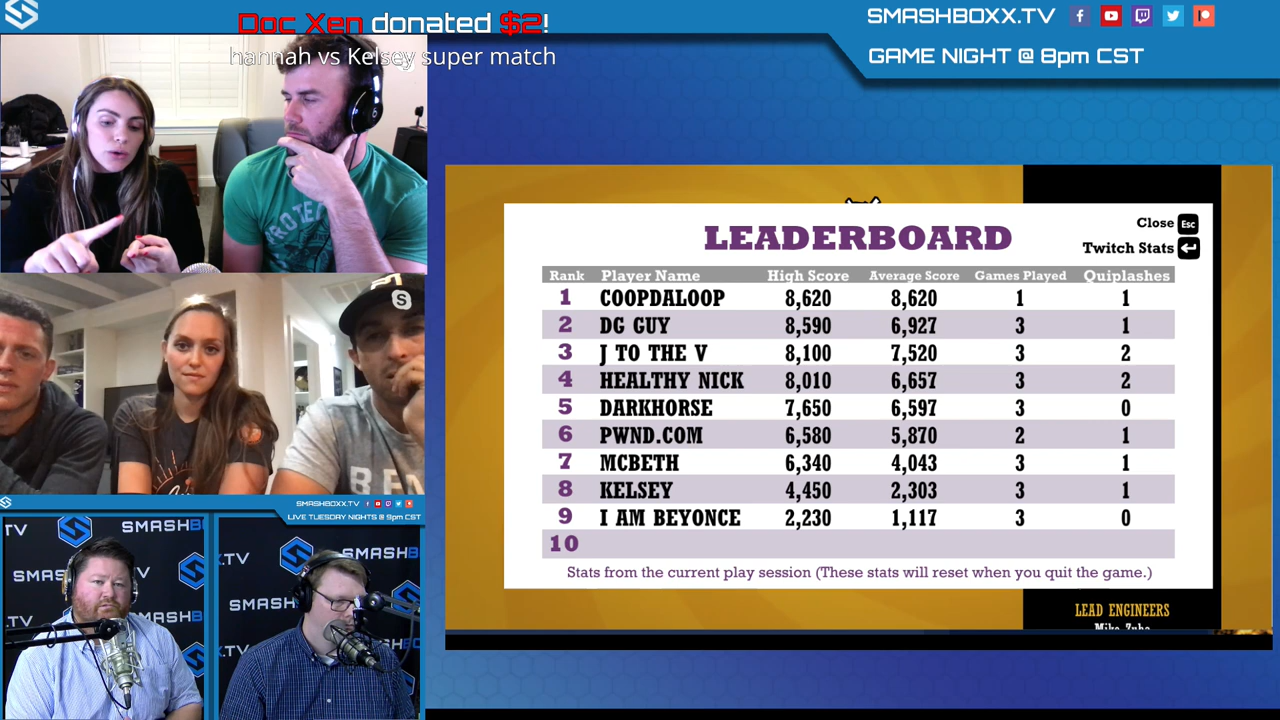 Doc Xen donated $2!
hannah vs Kelsey super match
SMASHBOXX.TV
GAME NIGHT @ 8pm CST
Close Esc
Twitch Stats
LEADERBOARD
Rank Player Name High Score Average Score Games Played Quiplashes
1 COOPDALOOP 8,620 8,620 1 1
2 DG GUY 8,590 6,927 3 1
3 J TO THE V 8,100 7,520 3 2
4 HEALTHY NICK 8,010 6,657 3 2
5 DARKHORSE 7,650 6,597 3 0
6 PWND.COM 6,580 5,870 2 1
7 MCBETH 6,340 4,043 3 1
8 KELSEY 4,450 2,303 3 1
9 I AM BEYONCE 2,230 1,117 3 0
10
Stats from the current play session (These stats will reset when you quit the game.)
LEAD ENGINEERS
SMASHBOXX.TV
LIVE TUESDAY NIGHTS @ 9pm CST